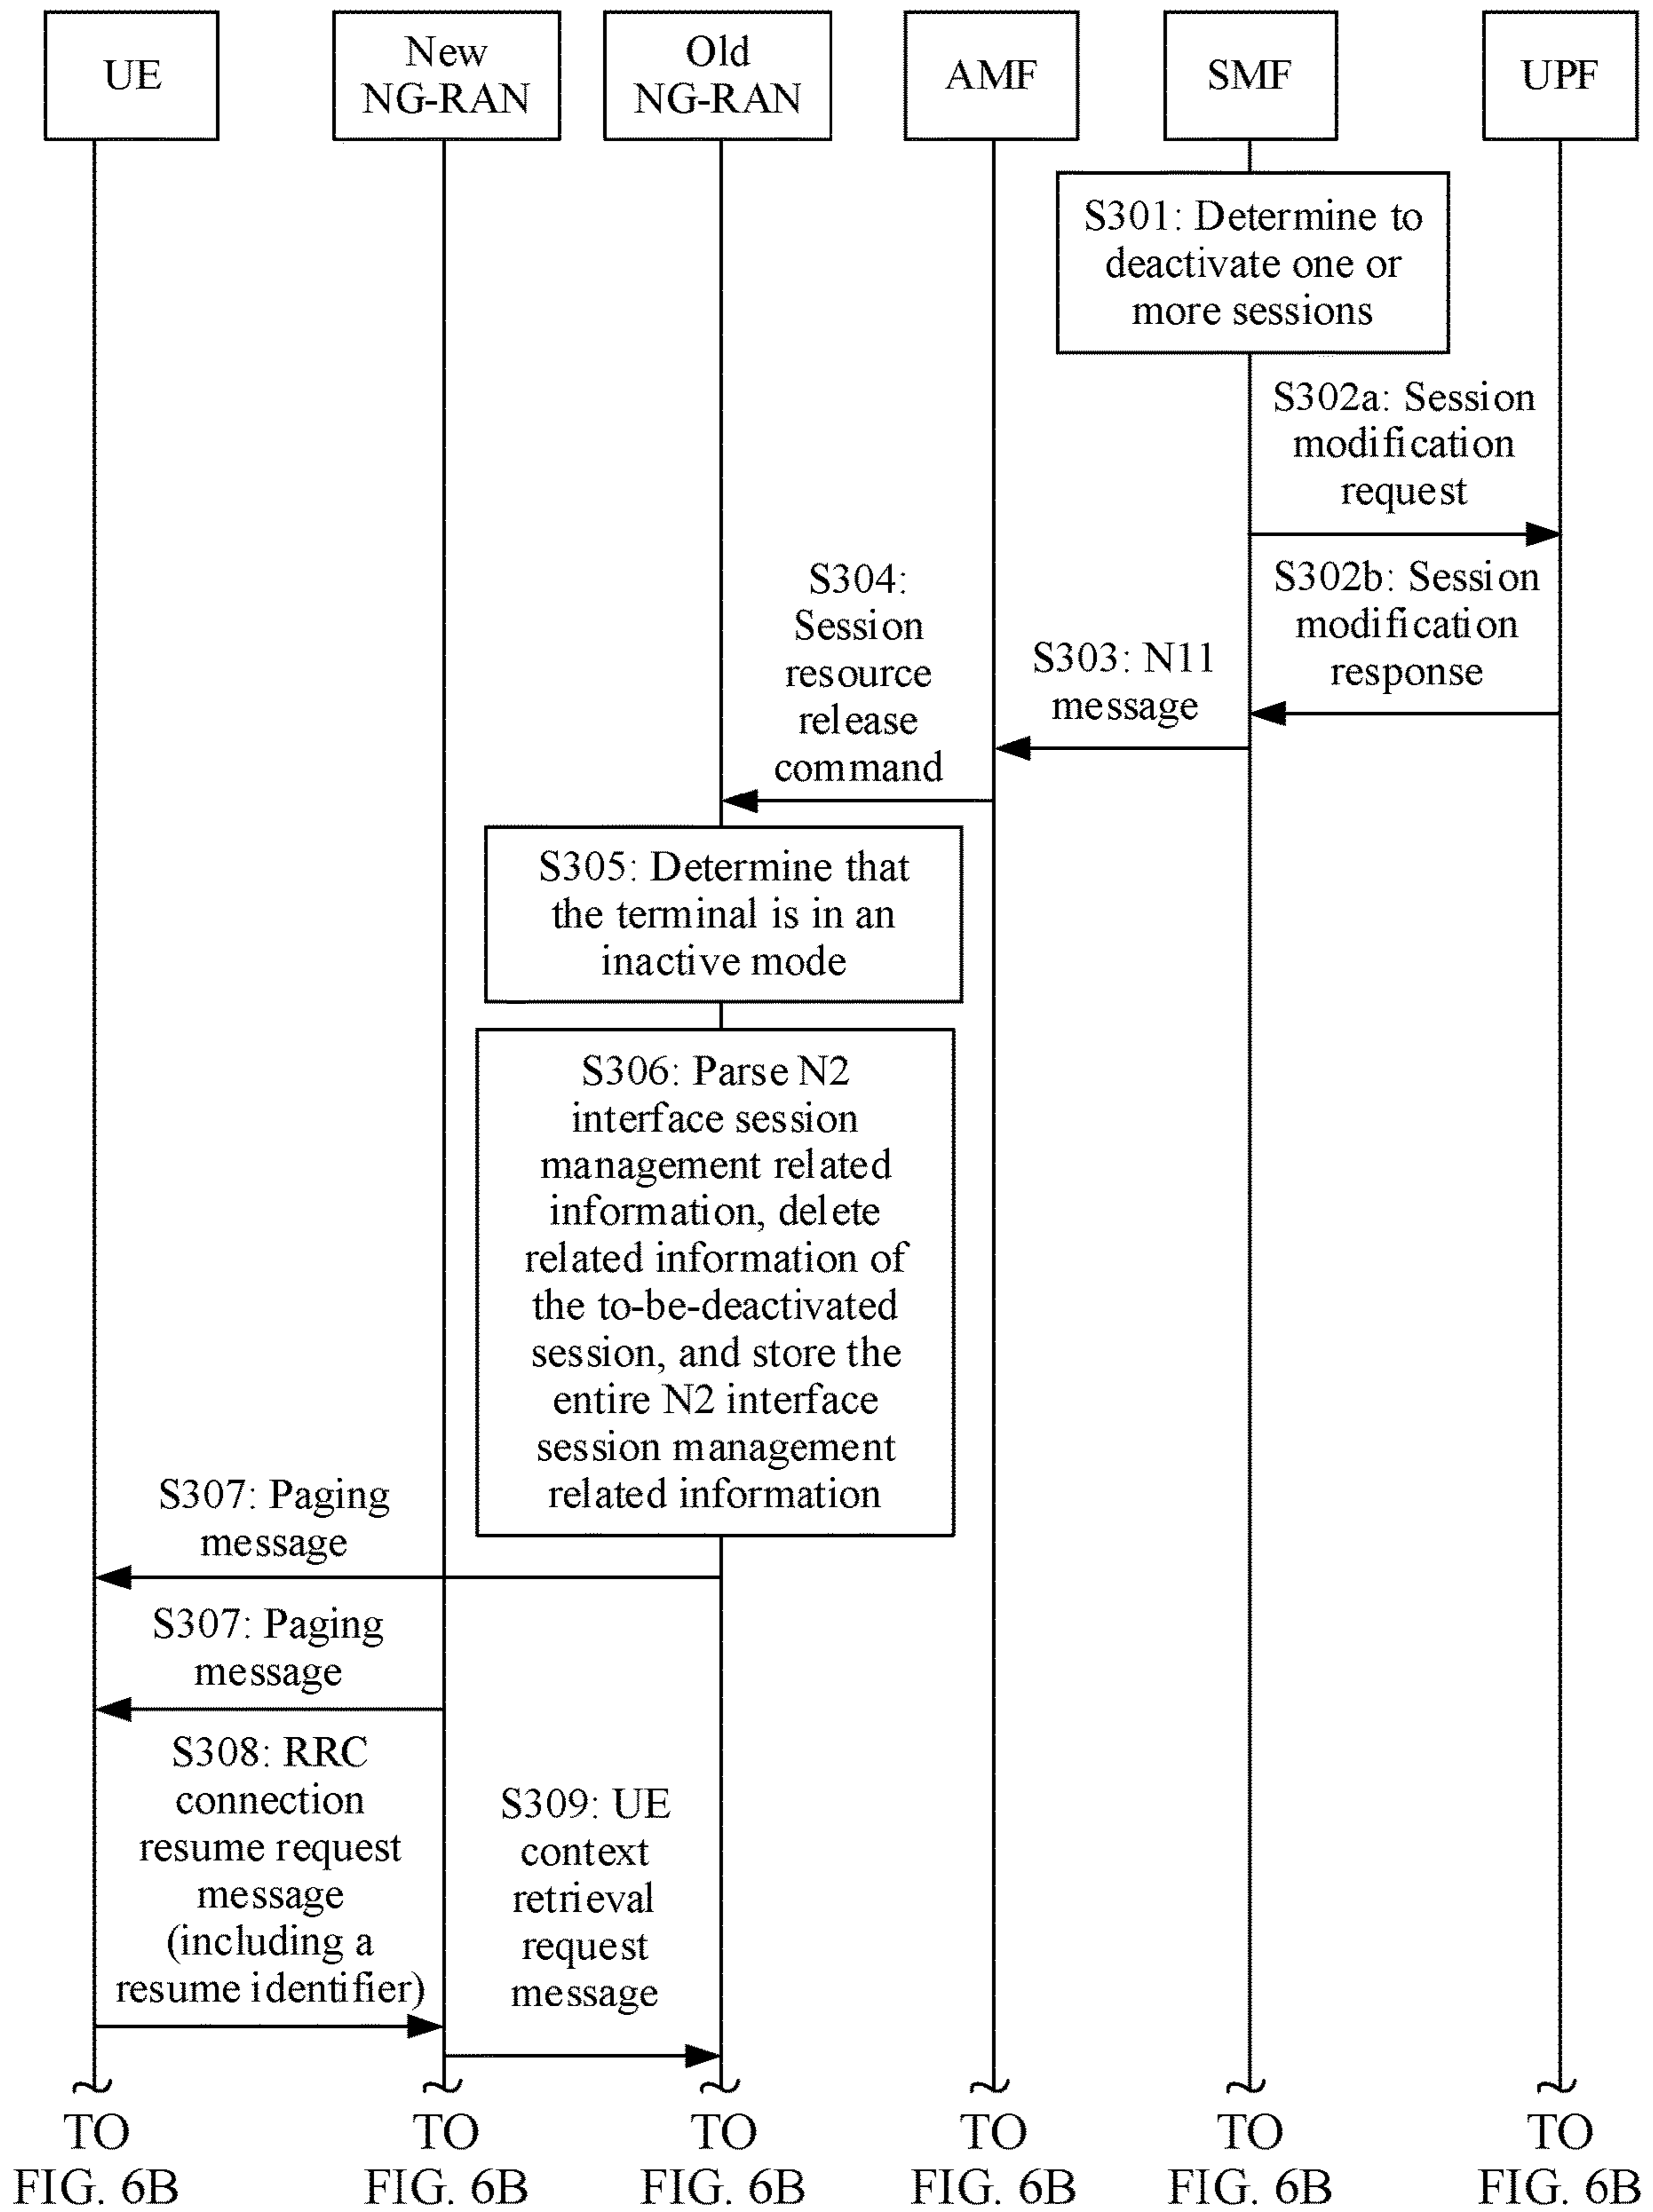 UE
New
NG-RAN
Old
NG-RAN
AMF
SMF
UPF
S301: Determine to
deactivate one or
more sessions
S302a: Session
modification
request
S302b: Session
modification
response
S303: N11
message
S304:
Session
resource
release
command
S305: Determine that
the terminal is in an
inactive mode
S306: Parse N2
interface session
management related
information, delete
related information of
the to-be-deactivated
session, and store the
entire N2 interface
session management
related information
S307: Paging
message
S307: Paging
message
S308: RRC
connection
resume request
message
(including a
resume identifier)
S309: UE
context
retrieval
request
message
TO
FIG. 6B
TO
FIG. 6B
TO
FIG. 6B
TO
FIG. 6B
TO
FIG. 6B
TO
FIG. 6B